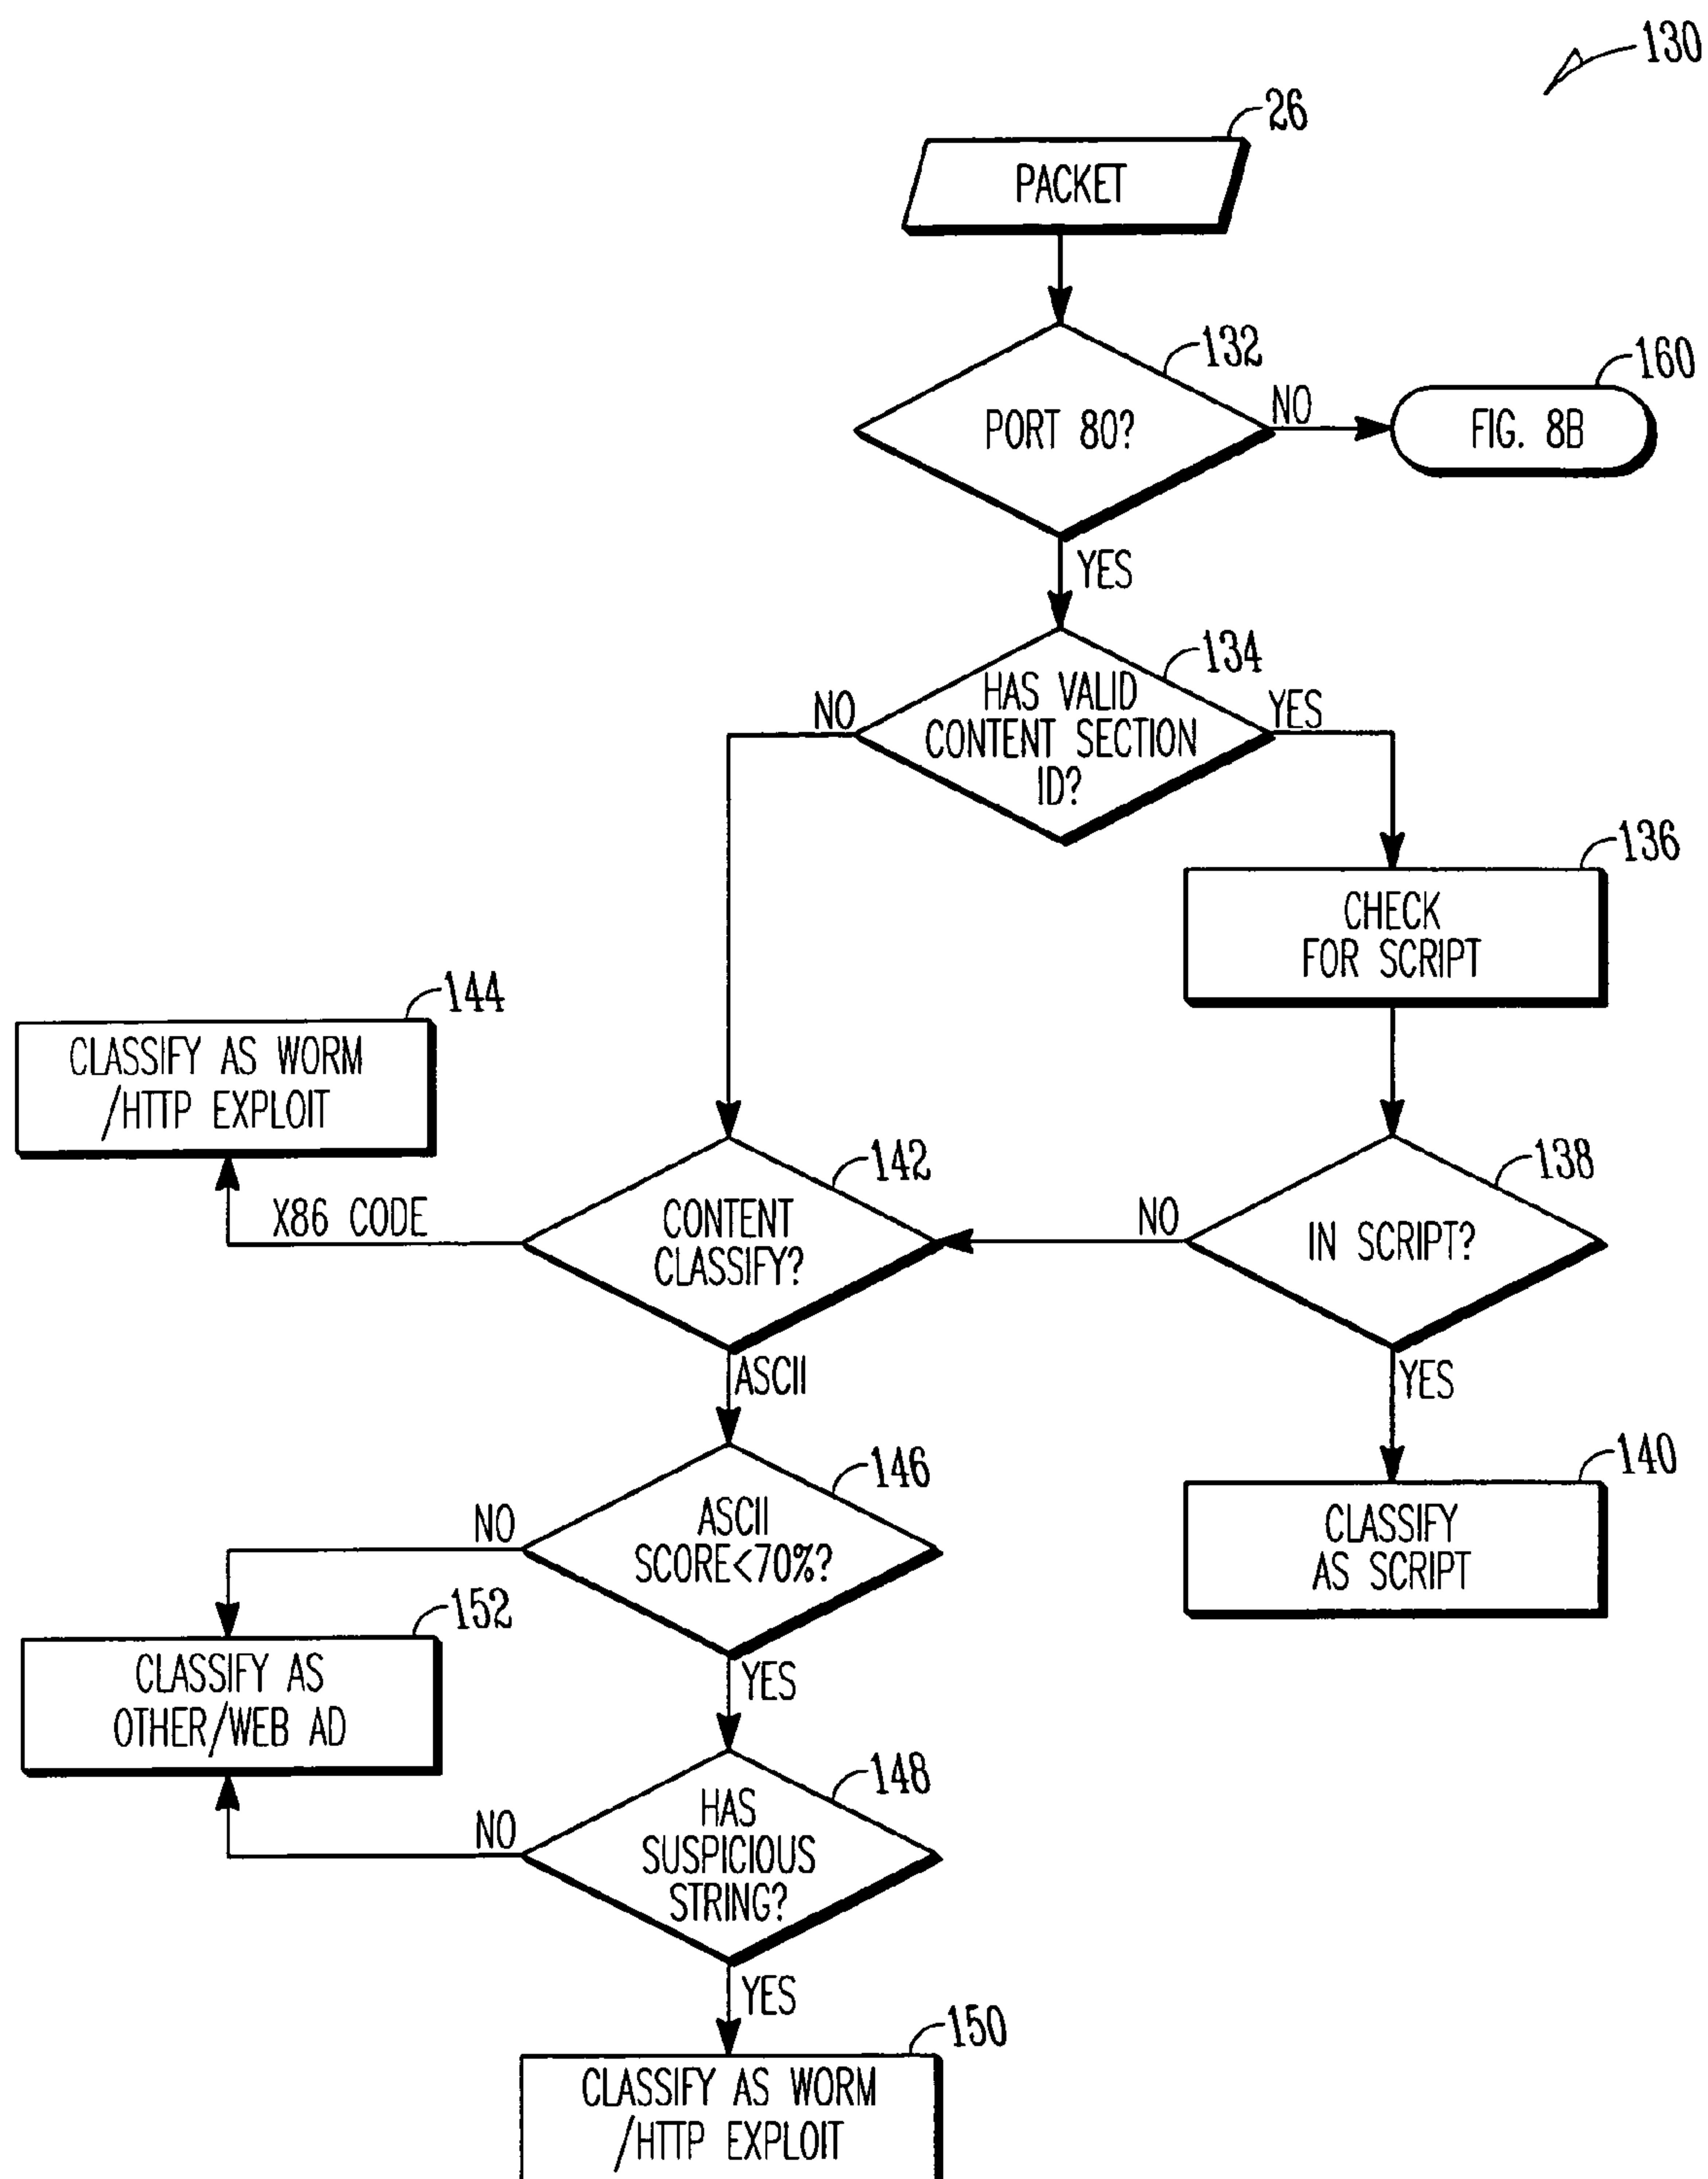 130
26
PACKET
132
PORT 80?
NO
160
FIG. 8B
YES
134
HAS VALID
CONTENT SECTION
ID?
NO
YES
136
CHECK
FOR SCRIPT
144
CLASSIFY AS WORM
/HTTP EXPLOIT
X86 CODE
142
CONTENT
CLASSIFY?
NO
138
IN SCRIPT?
ASCII
YES
146
ASCII
SCORE<70%?
NO
140
CLASSIFY
AS SCRIPT
152
CLASSIFY AS
OTHER/WEB AD
YES
148
HAS
SUSPICIOUS
STRING?
NO
YES
150
CLASSIFY AS WORM
/HTTP EXPLOIT